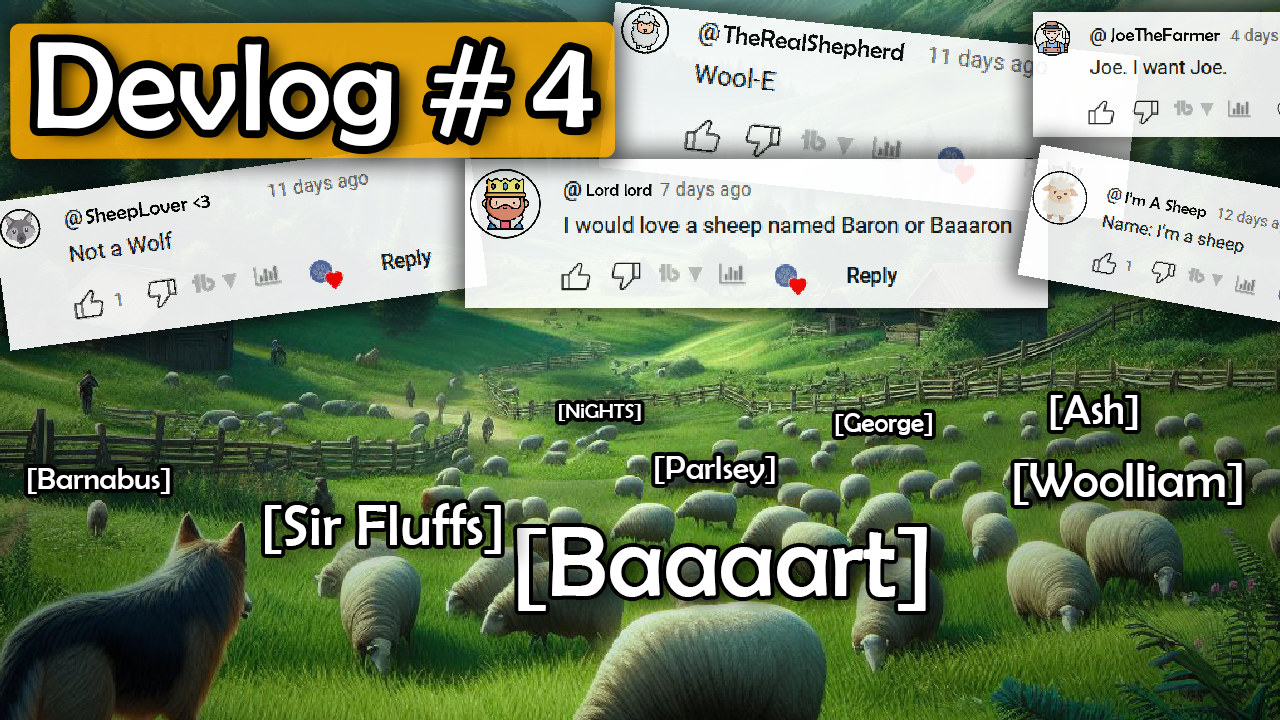 Devlog # 4
@TheRealShepherd 11 days ago
Wool-E
@JoeTheFarmer 4 days
Joe. I want Joe.
@SheepLover <3 11 days ago
Not a Wolf
1 Reply
@Lord lord 7 days ago
I would love a sheep named Baron or Baaaron
Reply
@I'm A Sheep 12 days a
Name: I'm a sheep
1
[NiGHTS]
[George]
[Ash]
[Barnabus]
[Parlsey]
[Woolliam]
[Sir Fluffs]
[Baaaart]